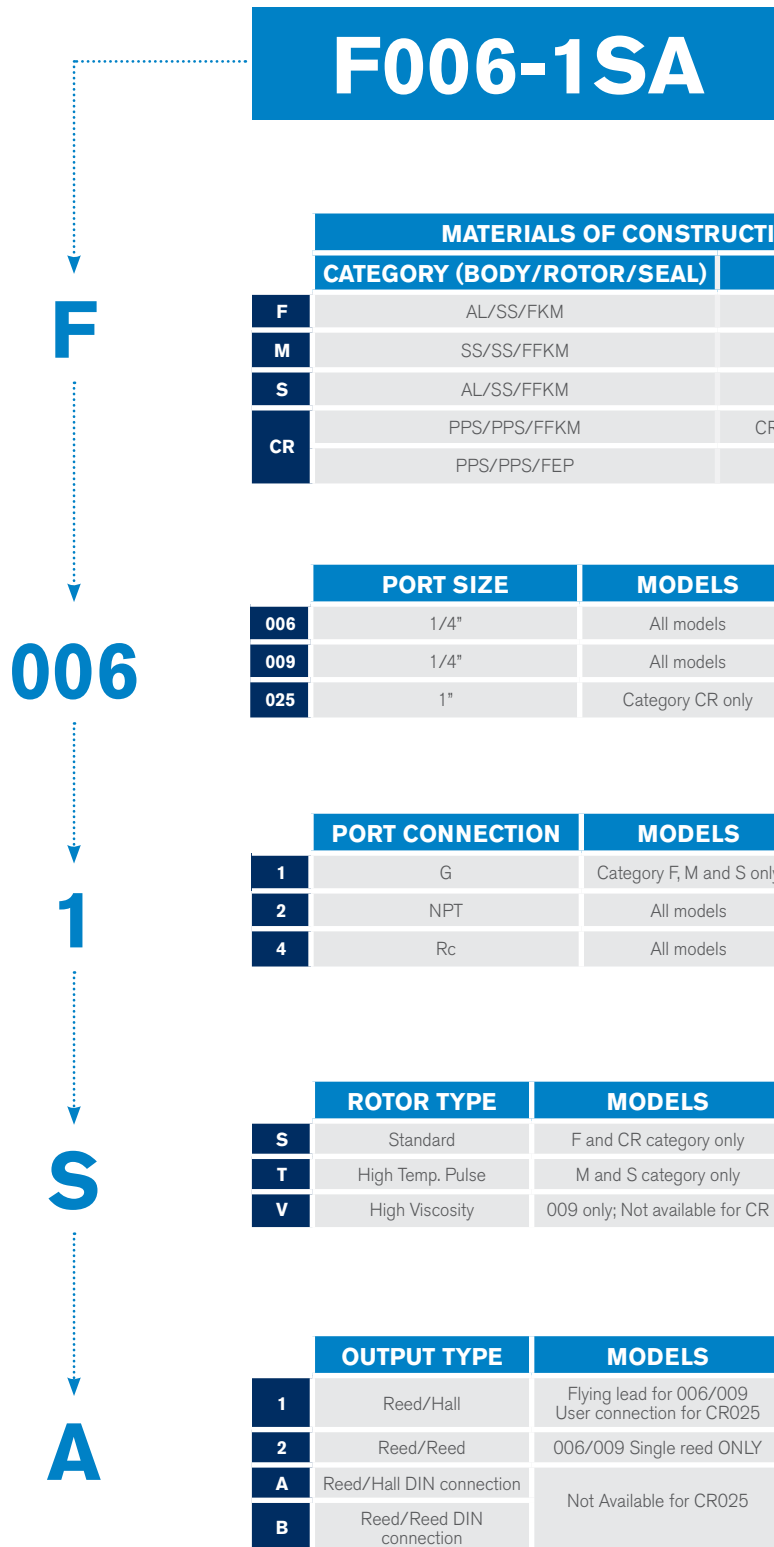 F006-1SA
MATERIALS OF CONSTRUCTI
CATEGORY (BODY/ROTOR/SEAL)
F
F AL/SS/FKM
M SS/SS/FFKM
S AL/SS/FFKM
CR PPS/PPS/FFKM CR
PPS/PPS/FEP
PORT SIZE MODELS
006 1/4” All models
006
009 1/4” All models
025 1” Category CR only
PORT CONNECTION MODELS
1 G Category F, M and S only
1
2 NPT All models
4 Rc All models
ROTOR TYPE MODELS
S Standard F and CR category only
S
T High Temp. Pulse M and S category only
V High Viscosity 009 only; Not available for CR
OUTPUT TYPE MODELS
1 Reed/Hall Flying lead for 006/009
User connection for CR025
A
2 Reed/Reed 006/009 Single reed ONLY
A Reed/Hall DIN connection Not Available for CR025
B Reed/Reed DIN
connection